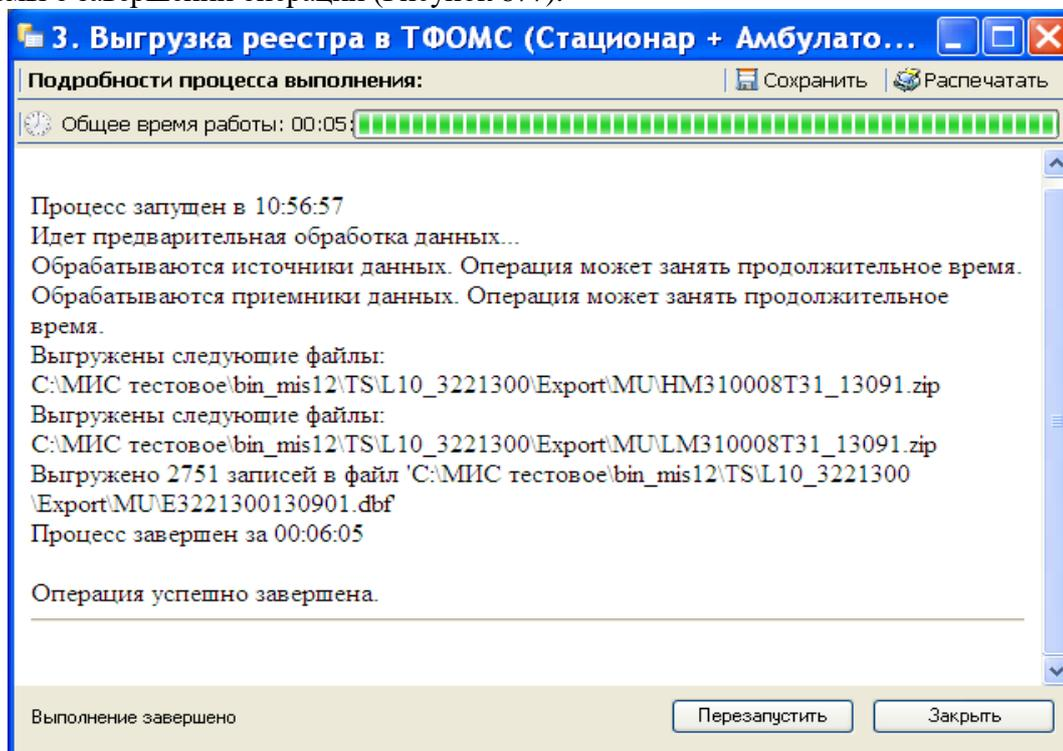 3. Выгрузка реестра в ТФОМС (Стационар + Амбулато...
Подробности процесса выполнения:
Сохранить
Распечатать
Общее время работы: 00:05:
Процесс запущен в 10:56:57
Идет предварительная обработка данных...
Обрабатываются источники данных. Операция может занять продолжительное время.
Обрабатываются приемники данных. Операция может занять продолжительное
время.
Выгружены следующие файлы:
C:\МИС тестовое\bin_mis12\TS\L10_3221300\Export\MU\HM310008T31_13091.zip
Выгружены следующие файлы:
C:\МИС тестовое\bin_mis12\TS\L10_3221300\Export\MU\LM310008T31_13091.zip
Выгружено 2751 записей в файл 'C:\МИС тестовое\bin_mis12\TS\L10_3221300
\Export\MU\E3221300130901.dbf'
Процесс завершен за 00:06:05
Операция успешно завершена.
Выполнение завершено
Перезапустить
Закрыть